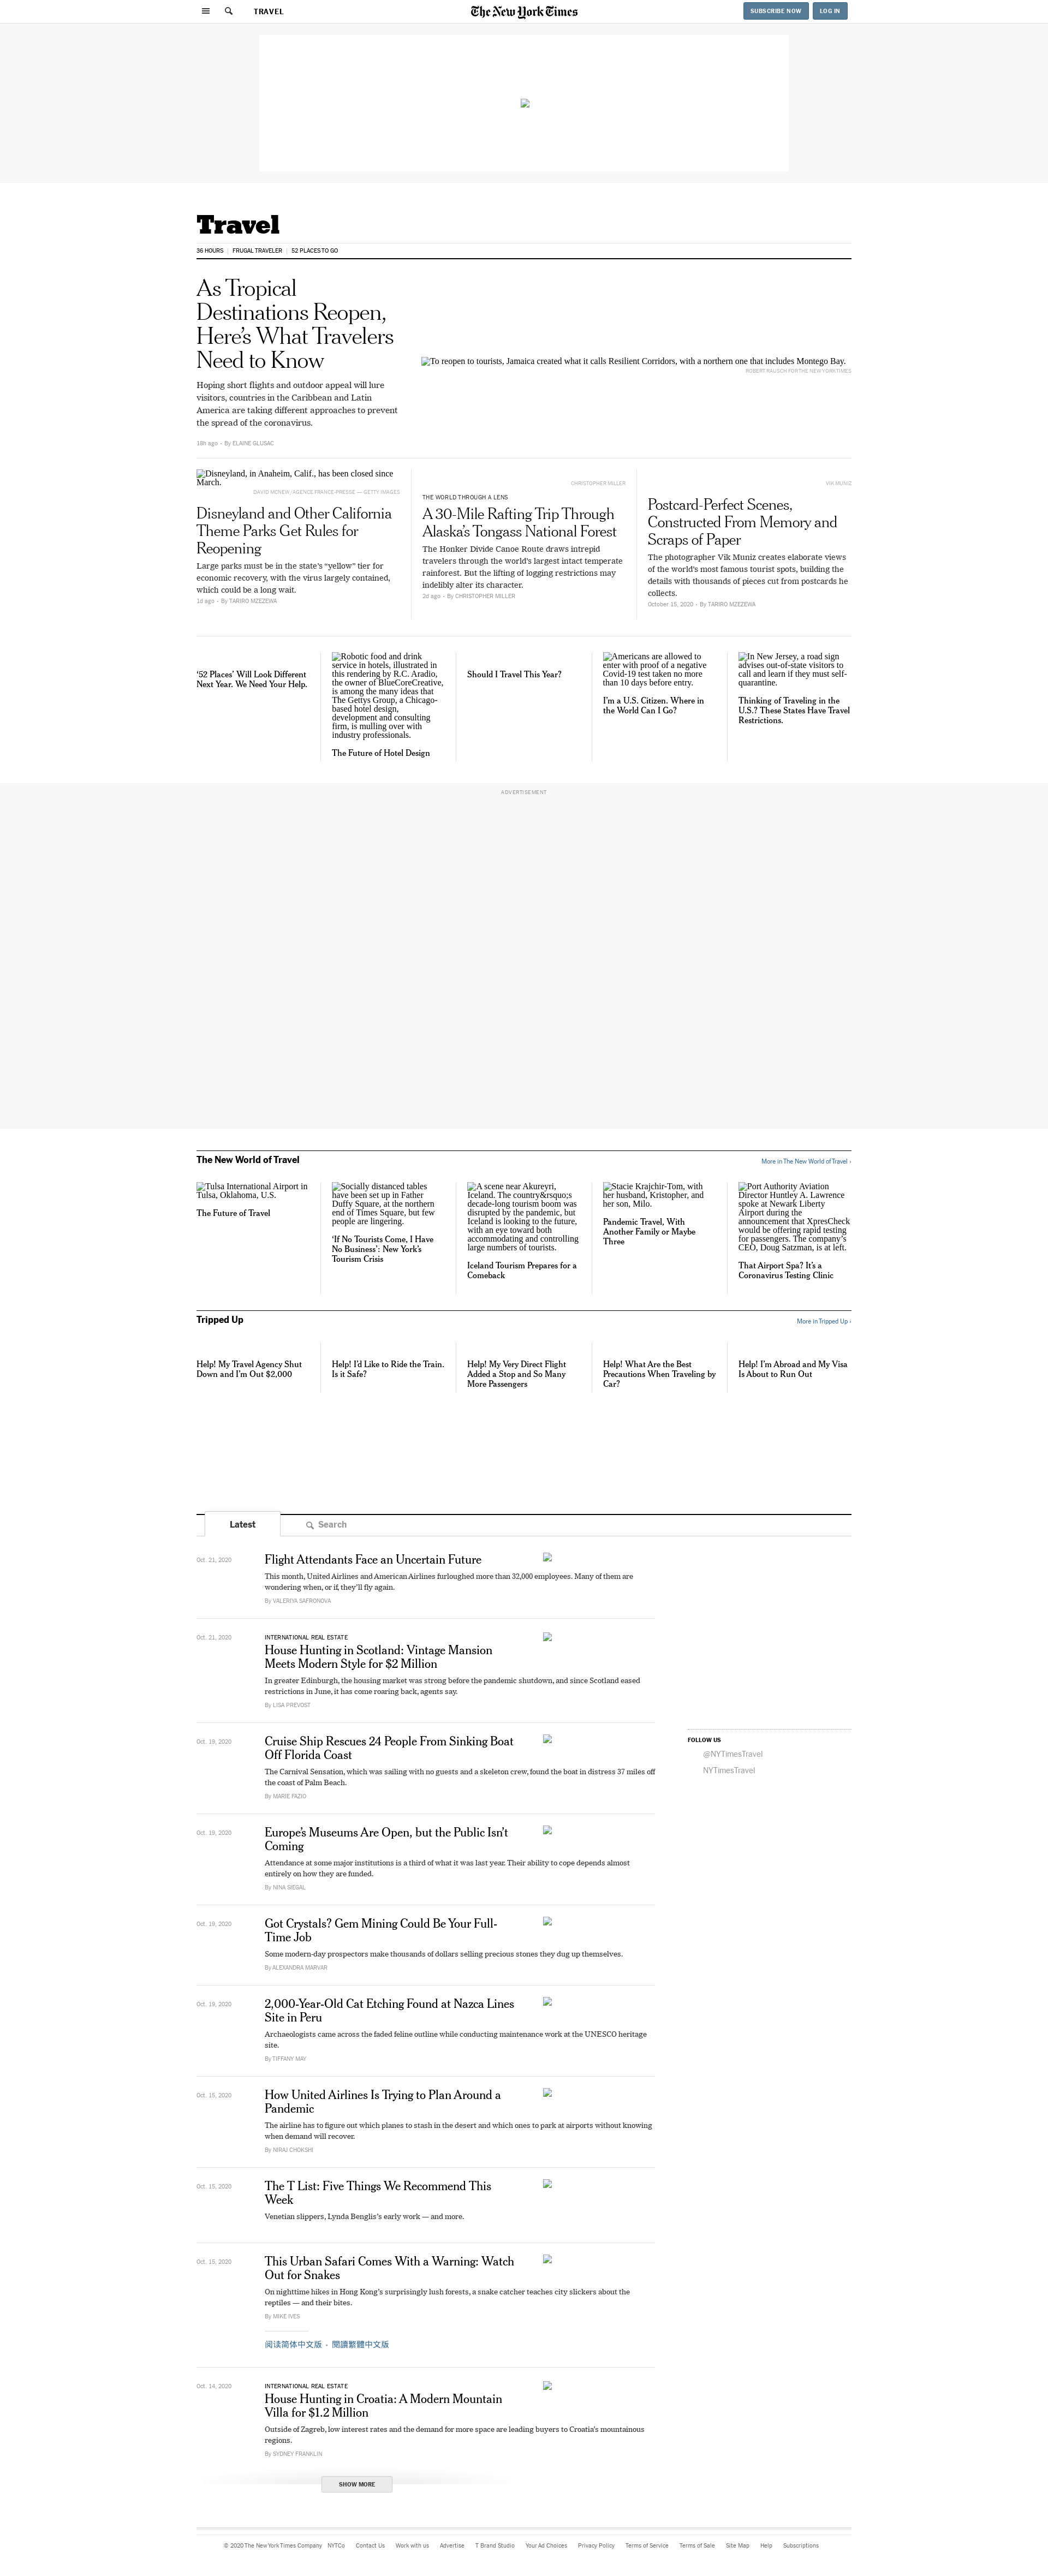 TRAVEL
The New York Times
SUBSCRIBE NOW
LOG IN
Travel
36 HOURS
FRUGAL TRAVELER
52 PLACES TO GO
As Tropical
Destinations Reopen,
Here’s What Travelers
Need to Know
Hoping short flights and outdoor appeal will lure
visitors, countries in the Caribbean and Latin
America are taking different approaches to prevent
the spread of the coronavirus.
18h ago · By ELAINE GLUSAC
To reopen to tourists, Jamaica created what it calls Resilient Corridors, with a northern one that includes Montego Bay.
ROBERT RAUSCH FOR THE NEW YORK TIMES
Disneyland, in Anaheim, Calif., has been closed since
March.
DAVID MCNEW/AGENCE FRANCE-PRESSE — GETTY IMAGES
Disneyland and Other California
Theme Parks Get Rules for
Reopening
Large parks must be in the state’s “yellow” tier for
economic recovery, with the virus largely contained,
which could be a long wait.
1d ago · By TARIRO MZEZEWA
CHRISTOPHER MILLER
THE WORLD THROUGH A LENS
A 30-Mile Rafting Trip Through
Alaska’s Tongass National Forest
The Honker Divide Canoe Route draws intrepid
travelers through the world’s largest intact temperate
rainforest. But the lifting of logging restrictions may
indelibly alter its character.
2d ago · By CHRISTOPHER MILLER
VIK MUNIZ
Postcard-Perfect Scenes,
Constructed From Memory and
Scraps of Paper
The photographer Vik Muniz creates elaborate views
of the world’s most famous tourist spots, building the
details with thousands of pieces cut from postcards he
collects.
October 15, 2020 · By TARIRO MZEZEWA
‘52 Places’ Will Look Different
Next Year. We Need Your Help.
Robotic food and drink
service in hotels, illustrated in
this rendering by R.C. Aradio,
the owner of BlueCoreCreative,
is among the many ideas that
The Gettys Group, a Chicago-
based hotel design,
development and consulting
firm, is mulling over with
industry professionals.
The Future of Hotel Design
Should I Travel This Year?
Americans are allowed to
enter with proof of a negative
Covid-19 test taken no more
than 10 days before entry.
I’m a U.S. Citizen. Where in
the World Can I Go?
In New Jersey, a road sign
advises out-of-state visitors to
call and learn if they must self-
quarantine.
Thinking of Traveling in the
U.S.? These States Have Travel
Restrictions.
ADVERTISEMENT
The New World of Travel
More in The New World of Travel ›
Tulsa International Airport in
Tulsa, Oklahoma, U.S.
The Future of Travel
Socially distanced tables
have been set up in Father
Duffy Square, at the northern
end of Times Square, but few
people are lingering.
‘If No Tourists Come, I Have
No Business’: New York’s
Tourism Crisis
A scene near Akureyri,
Iceland. The country&rsquo;s
decade-long tourism boom was
disrupted by the pandemic, but
Iceland is looking to the future,
with an eye toward both
accommodating and controlling
large numbers of tourists.
Iceland Tourism Prepares for a
Comeback
Stacie Krajchir-Tom, with
her husband, Kristopher, and
her son, Milo.
Pandemic Travel, With
Another Family or Maybe
Three
Port Authority Aviation
Director Huntley A. Lawrence
spoke at Newark Liberty
Airport during the
announcement that XpresCheck
would be offering rapid testing
for passengers. The company’s
CEO, Doug Satzman, is at left.
That Airport Spa? It’s a
Coronavirus Testing Clinic
Tripped Up
More in Tripped Up ›
Help! My Travel Agency Shut
Down and I’m Out $2,000
Help! I’d Like to Ride the Train.
Is it Safe?
Help! My Very Direct Flight
Added a Stop and So Many
More Passengers
Help! What Are the Best
Precautions When Traveling by
Car?
Help! I’m Abroad and My Visa
Is About to Run Out
Latest
Search
Oct. 21, 2020
Flight Attendants Face an Uncertain Future
This month, United Airlines and American Airlines furloughed more than 32,000 employees. Many of them are
wondering when, or if, they’ll fly again.
By VALERIYA SAFRONOVA
Oct. 21, 2020
INTERNATIONAL REAL ESTATE
House Hunting in Scotland: Vintage Mansion
Meets Modern Style for $2 Million
In greater Edinburgh, the housing market was strong before the pandemic shutdown, and since Scotland eased
restrictions in June, it has come roaring back, agents say.
By LISA PREVOST
Oct. 19, 2020
Cruise Ship Rescues 24 People From Sinking Boat
Off Florida Coast
The Carnival Sensation, which was sailing with no guests and a skeleton crew, found the boat in distress 37 miles off
the coast of Palm Beach.
By MARIE FAZIO
FOLLOW US
@NYTimesTravel
NYTimesTravel
Oct. 19, 2020
Europe’s Museums Are Open, but the Public Isn’t
Coming
Attendance at some major institutions is a third of what it was last year. Their ability to cope depends almost
entirely on how they are funded.
By NINA SIEGAL
Oct. 19, 2020
Got Crystals? Gem Mining Could Be Your Full-
Time Job
Some modern-day prospectors make thousands of dollars selling precious stones they dug up themselves.
By ALEXANDRA MARVAR
Oct. 19, 2020
2,000-Year-Old Cat Etching Found at Nazca Lines
Site in Peru
Archaeologists came across the faded feline outline while conducting maintenance work at the UNESCO heritage
site.
By TIFFANY MAY
Oct. 15, 2020
How United Airlines Is Trying to Plan Around a
Pandemic
The airline has to figure out which planes to stash in the desert and which ones to park at airports without knowing
when demand will recover.
By NIRAJ CHOKSHI
Oct. 15, 2020
The T List: Five Things We Recommend This
Week
Venetian slippers, Lynda Benglis’s early work — and more.
Oct. 15, 2020
This Urban Safari Comes With a Warning: Watch
Out for Snakes
On nighttime hikes in Hong Kong’s surprisingly lush forests, a snake catcher teaches city slickers about the
reptiles — and their bites.
By MIKE IVES
阅读简体中文版 · 閱讀繁體中文版
Oct. 14, 2020
INTERNATIONAL REAL ESTATE
House Hunting in Croatia: A Modern Mountain
Villa for $1.2 Million
Outside of Zagreb, low interest rates and the demand for more space are leading buyers to Croatia’s mountainous
regions.
By SYDNEY FRANKLIN
SHOW MORE
© 2020 The New York Times Company NYTCo Contact Us Work with us Advertise T Brand Studio Your Ad Choices Privacy Policy Terms of Service Terms of Sale Site Map Help Subscriptions